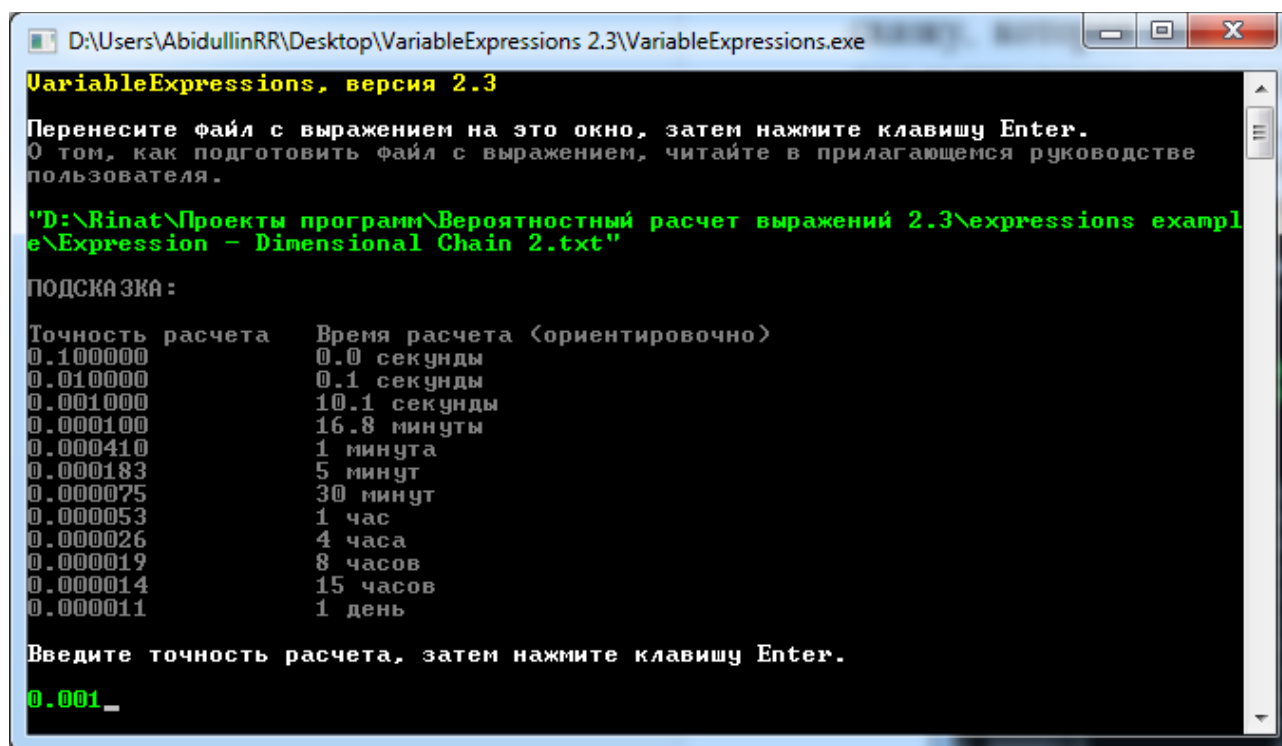 D:\Users\AbidullinRR\Desktop\VariableExpressions 2.3\VariableExpressions.exe
VariableExpressions, версия 2.3
Перенесите файл с выражением на это окно, затем нажмите клавишу Enter.
О том, как подготовить файл с выражением, читайте в прилагающемся руководстве
пользователя.
"D:\Rinat\Проекты программ\Вероятностный расчет выражений 2.3\expressions exampl
e\Expression - Dimensional Chain 2.txt"
ПОДСКАЗКА:
Точность расчета Время расчета (ориентировочно)
0.100000 0.0 секунды
0.010000 0.1 секунды
0.001000 10.1 секунды
0.000100 16.8 минуты
0.000410 1 минута
0.000183 5 минут
0.000075 30 минут
0.000053 1 час
0.000026 4 часа
0.000019 8 часов
0.000014 15 часов
0.000011 1 день
Введите точность расчета, затем нажмите клавишу Enter.
0.001_